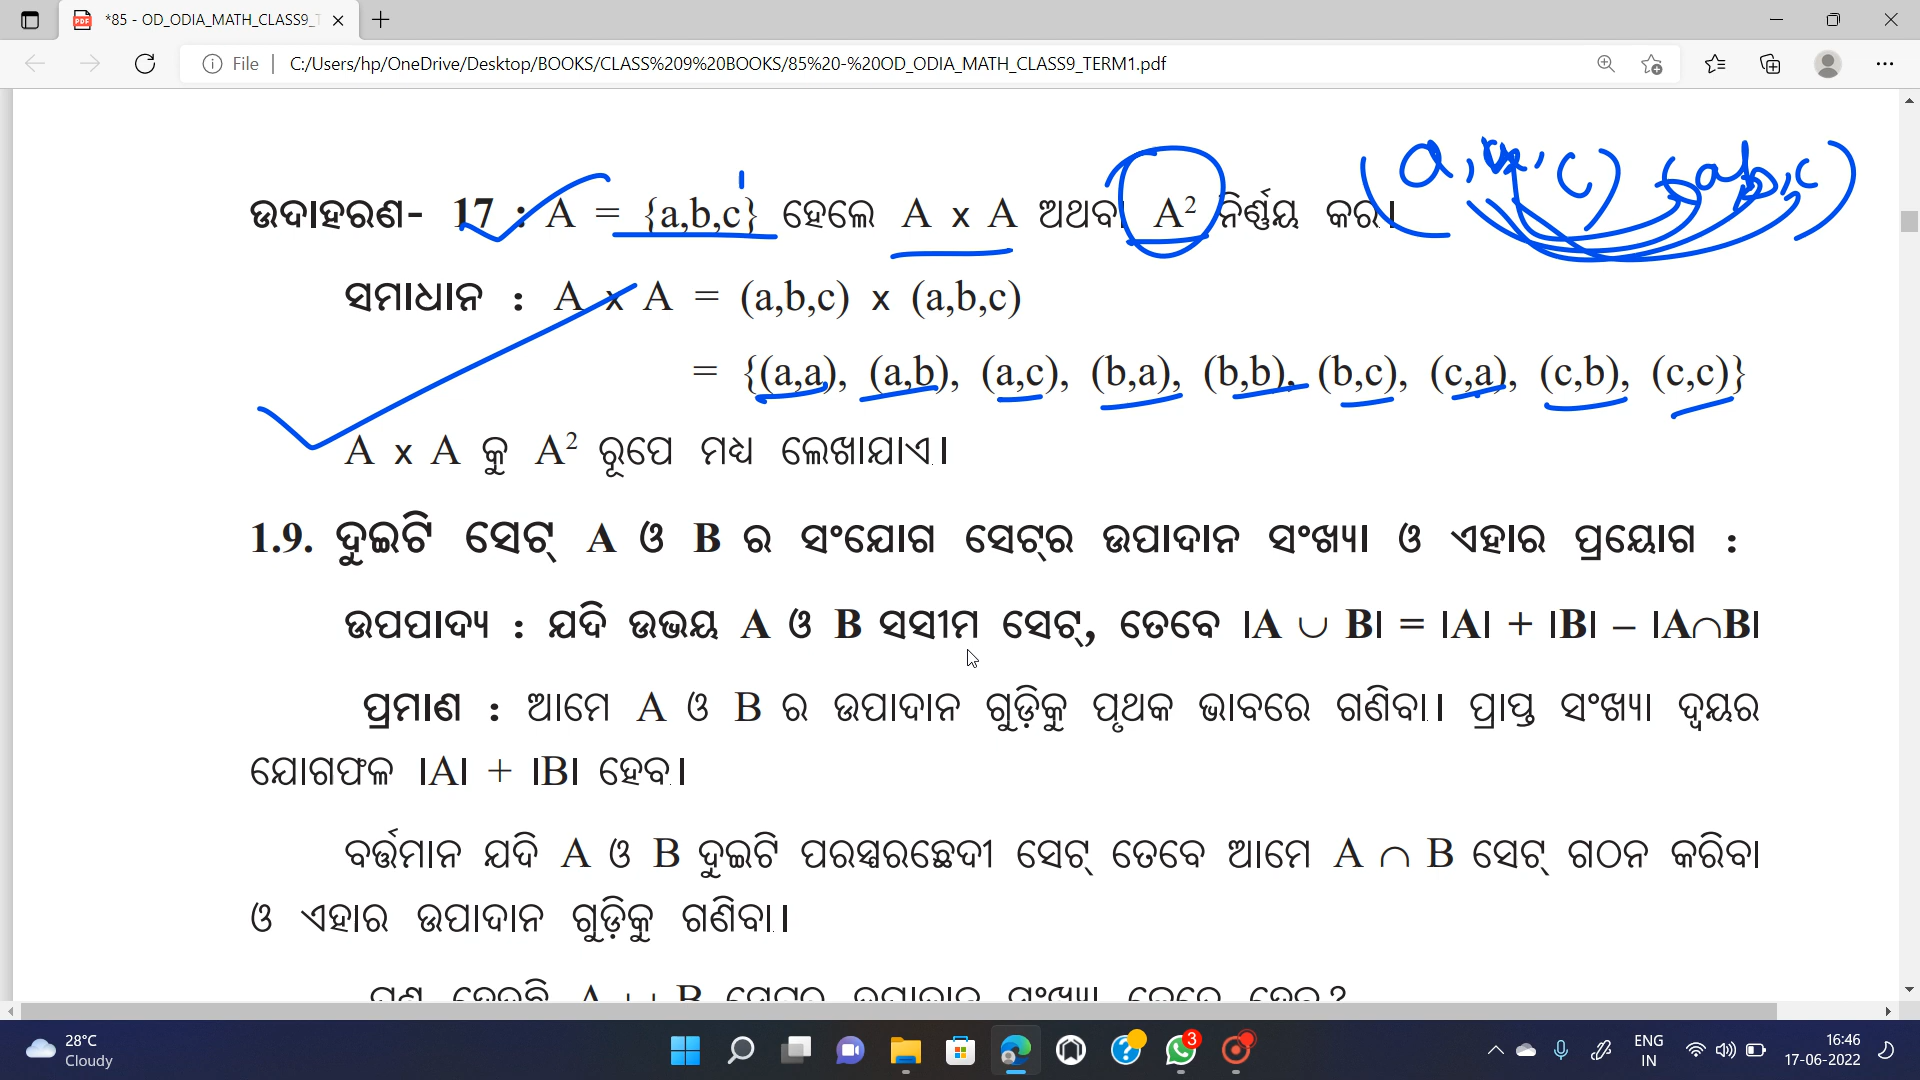 *85 - OD_ODIA_MATH_CLASS9_T
File
C:/Users/hp/OneDrive/Desktop/BOOKS/CLASS%209%20BOOKS/85%20-%20OD_ODIA_MATH_CLASS9_TERM1.pdf
(a, b, c) (a, b, c)
ଉଦାହରଣ- 17 : A = {a,b,c} ହେଲେ A x A ଅଥବା A² ନିର୍ଣ୍ଣୟ କର।
ସମାଧାନ : A x A = (a,b,c) x (a,b,c)
= {(a,a), (a,b), (a,c), (b,a), (b,b), (b,c), (c,a), (c,b), (c,c)}
A x A କୁ A² ରୂପେ ମଧ୍ୟ ଲେଖାଯାଏ।
1.9. ଦୁଇଟି ସେଟ୍ A ଓ B ର ସଂଯୋଗ ସେଟ୍‌ର ଉପାଦାନ ସଂଖ୍ୟା ଓ ଏହାର ପ୍ରୟୋଗ :
ଉପପାଦ୍ୟ : ଯଦି ଉଭୟ A ଓ B ସସୀମ ସେଟ୍, ତେବେ |A ∪ B| = |A| + |B| – |A∩B|
ପ୍ରମାଣ : ଆମେ A ଓ B ର ଉପାଦାନ ଗୁଡ଼ିକୁ ପୃଥକ ଭାବରେ ଗଣିବା। ପ୍ରାପ୍ତ ସଂଖ୍ୟା ଦ୍ୱୟର
ଯୋଗଫଳ |A| + |B| ହେବ।
ବର୍ତ୍ତମାନ ଯଦି A ଓ B ଦୁଇଟି ପରସ୍ପରଛେଦୀ ସେଟ୍ ତେବେ ଆମେ A ∩ B ସେଟ୍ ଗଠନ କରିବା
ଓ ଏହାର ଉପାଦାନ ଗୁଡ଼ିକୁ ଗଣିବା।
28°C
Cloudy
3
ENG
IN
16:46
17-06-2022